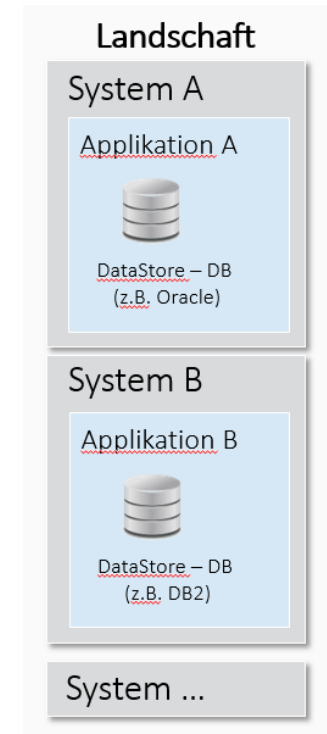 Landschaft
System A
Applikation A
DataStore – DB
(z.B. Oracle)
System B
Applikation B
DataStore – DB
(z.B. DB2)
System ...